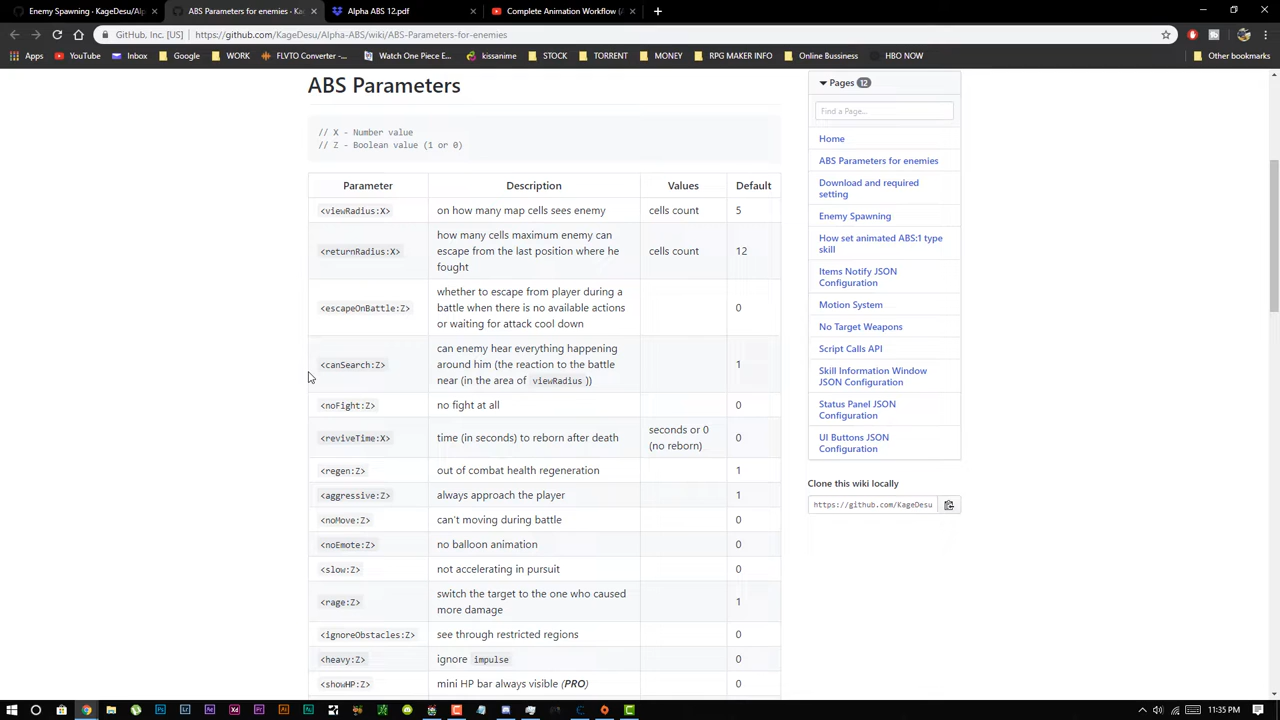 Enemy Spawning - KageDesu/Alp
ABS Parameters for enemies - Kag
Alpha ABS 12.pdf
Complete Animation Workflow (A
GitHub, Inc. [US]
https://github.com/KageDesu/Alpha-ABS/wiki/ABS-Parameters-for-enemies
Apps YouTube Inbox Google WORK FLVTO Converter - Watch One Piece Em kissanime STOCK TORRENT MONEY RPG MAKER INFO Online Bussiness HBO NOW Other bookmarks
ABS Parameters
// X - Number value
// Z - Boolean value (1 or 0)
Parameter Description Values Default
<viewRadius:X> on how many map cells sees enemy cells count 5
how many cells maximum enemy can
<returnRadius:X> escape from the last position where he cells count 12
fought
whether to escape from player during a
<escapeOnBattle:Z> battle when there is no available actions 0
or waiting for attack cool down
can enemy hear everything happening
<canSearch:Z> around him (the reaction to the battle 1
near (in the area of viewRadius ))
<noFight:Z> no fight at all 0
seconds or 0
<reviveTime:X> time (in seconds) to reborn after death 0
(no reborn)
<regen:Z> out of combat health regeneration 1
<aggressive:Z> always approach the player 1
<noMove:Z> can't moving during battle 0
<noEmote:Z> no balloon animation 0
<slow:Z> not accelerating in pursuit 0
switch the target to the one who caused
<rage:Z> 1
more damage
<ignoreObstacles:Z> see through restricted regions 0
<heavy:Z> ignore impulse 0
<showHP:Z> mini HP bar always visible (PRO) 0
Pages 12
Find a Page...
Home
ABS Parameters for enemies
Download and required
setting
Enemy Spawning
How set animated ABS:1 type
skill
Items Notify JSON
Configuration
Motion System
No Target Weapons
Script Calls API
Skill Information Window
JSON Configuration
Status Panel JSON
Configuration
UI Buttons JSON
Configuration
Clone this wiki locally
https://github.com/KageDesu
11:35 PM